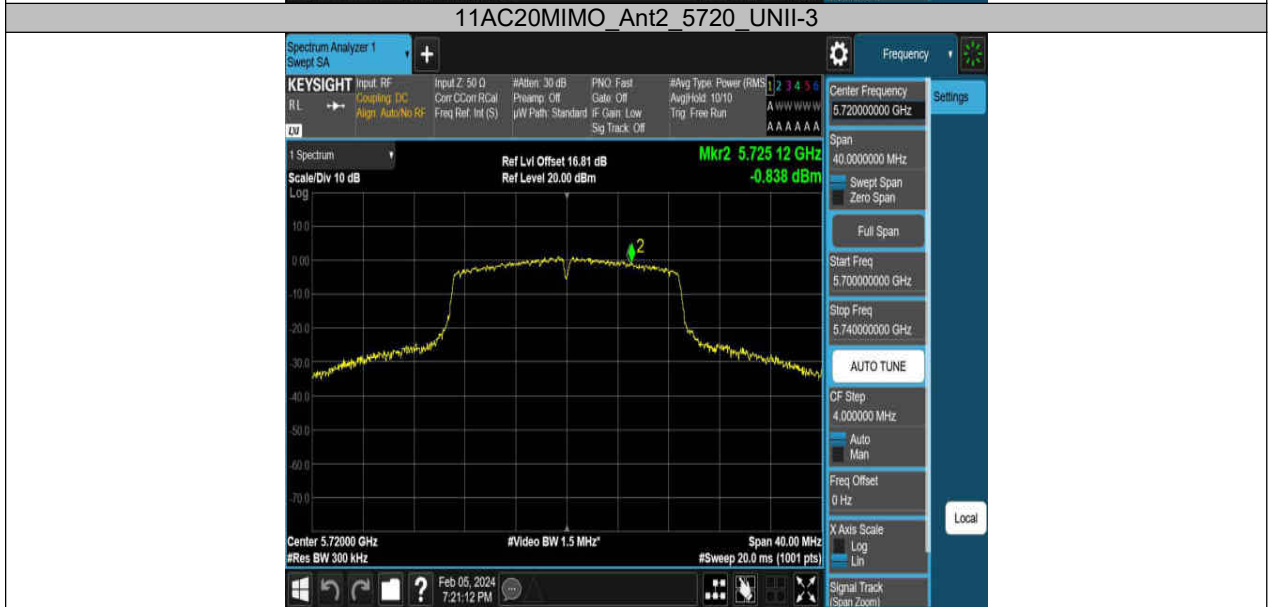 11AC20MIMO_Ant2_5720_UNII-3
Spectrum Analyzer 1
Swept SA
+
Frequency
KEYSIGHT
RL
LXI
Input: RF
Coupling: DC
Align: Auto/No RF
Input Z: 50 Ω
Corr CCorr RCal
Freq Ref: Int (S)
#Atten: 30 dB
Preamp: Off
µW Path: Standard
PNO: Fast
Gate: Off
IF Gain: Low
Sig Track: Off
#Avg Type: Power (RMS
Avg|Hold: 10/10
Trig: Free Run
1 2 3 4 5 6
A W W W W W
A A A A A A
1 Spectrum
Scale/Div 10 dB
Log
Ref Lvl Offset 16.81 dB
Ref Level 20.00 dBm
Mkr2 5.725 12 GHz
-0.838 dBm
10.0
0.00
-10.0
-20.0
-30.0
-40.0
-50.0
-60.0
-70.0
2
Center 5.72000 GHz
#Res BW 300 kHz
#Video BW 1.5 MHz*
Span 40.00 MHz
#Sweep 20.0 ms (1001 pts)
?
Feb 05, 2024
7:21:12 PM
Center Frequency
5.720000000 GHz
Settings
Span
40.0000000 MHz
Swept Span
Zero Span
Full Span
Start Freq
5.700000000 GHz
Stop Freq
5.740000000 GHz
AUTO TUNE
CF Step
4.000000 MHz
Auto
Man
Freq Offset
0 Hz
Local
X Axis Scale
Log
Lin
Signal Track
(Span Zoom)